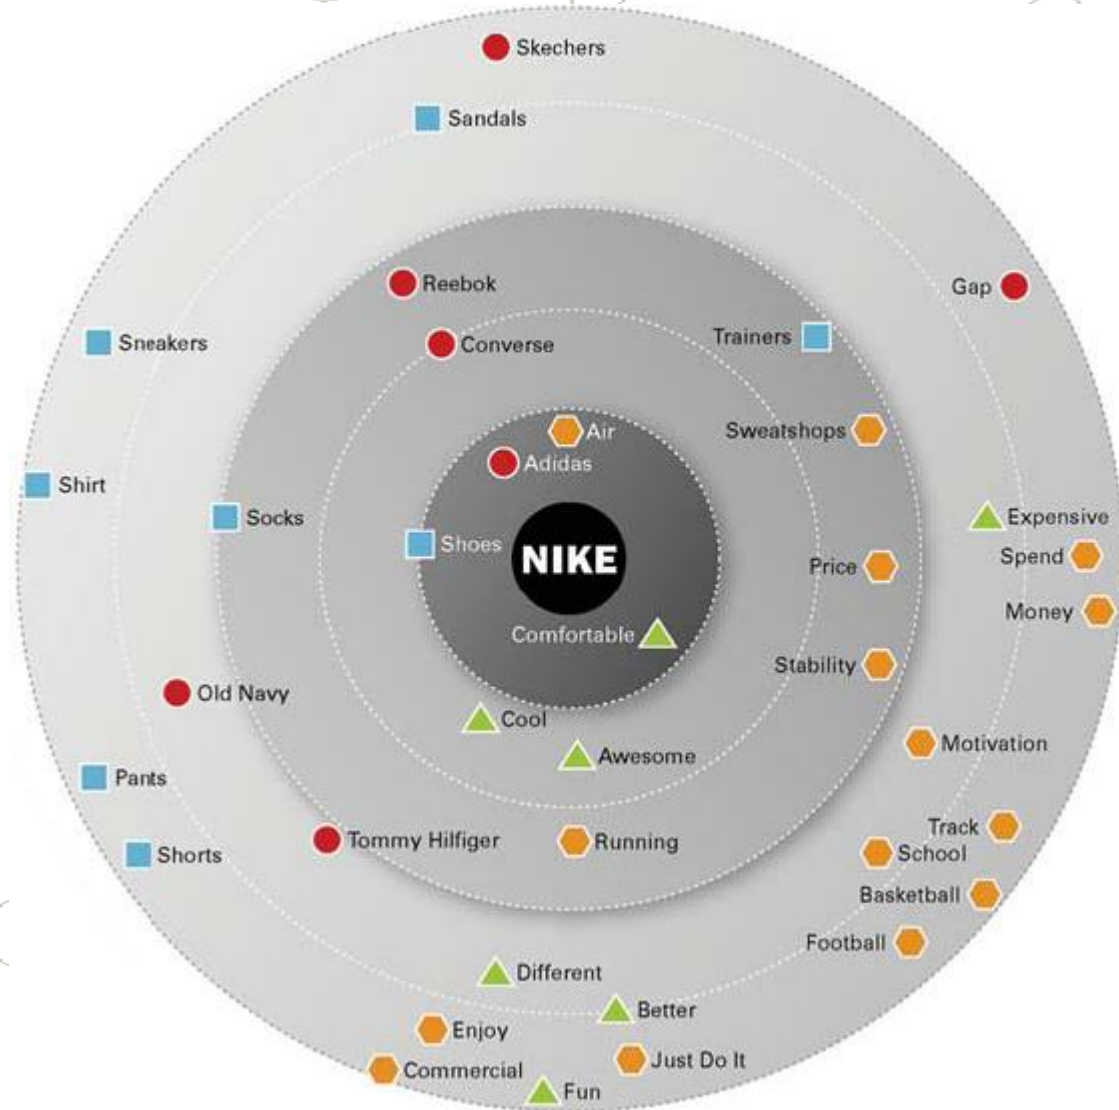 Skechers
Sandals
Reebok
Gap
Trainers
Sneakers
Converse
Air
Sweatshops
Adidas
Shirt
Socks
Expensive
Shoes
NIKE
Spend
Price
Money
Comfortable
Stability
Old Navy
Cool
Motivation
Awesome
Pants
Track
Tommy Hilfiger
Running
School
Shorts
Basketball
Football
Different
Better
Enjoy
Just Do It
Commercial
Fun